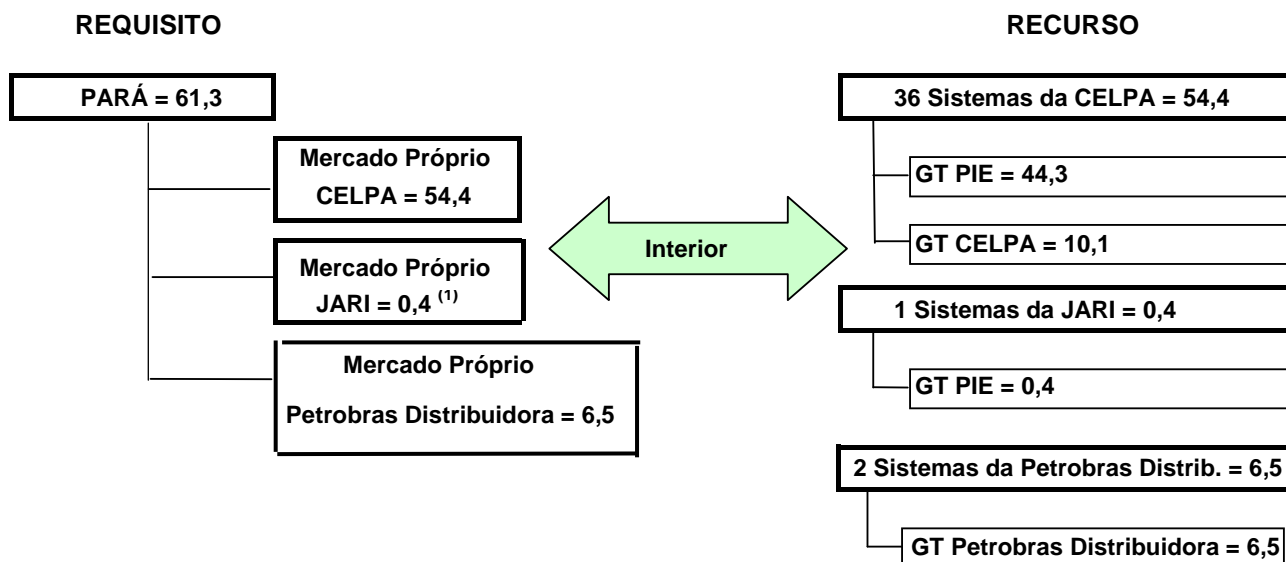 REQUISITO
PARÁ = 61,3
Mercado Próprio
CELPA = 54,4
Mercado Próprio
JARI = 0,4 (1)
Mercado Próprio
Petrobras Distribuidora = 6,5
Interior
RECURSO
36 Sistemas da CELPA = 54,4
GT PIE = 44,3
GT CELPA = 10,1
1 Sistemas da JARI = 0,4
GT PIE = 0,4
2 Sistemas da Petrobras Distrib. = 6,5
GT Petrobras Distribuidora = 6,5